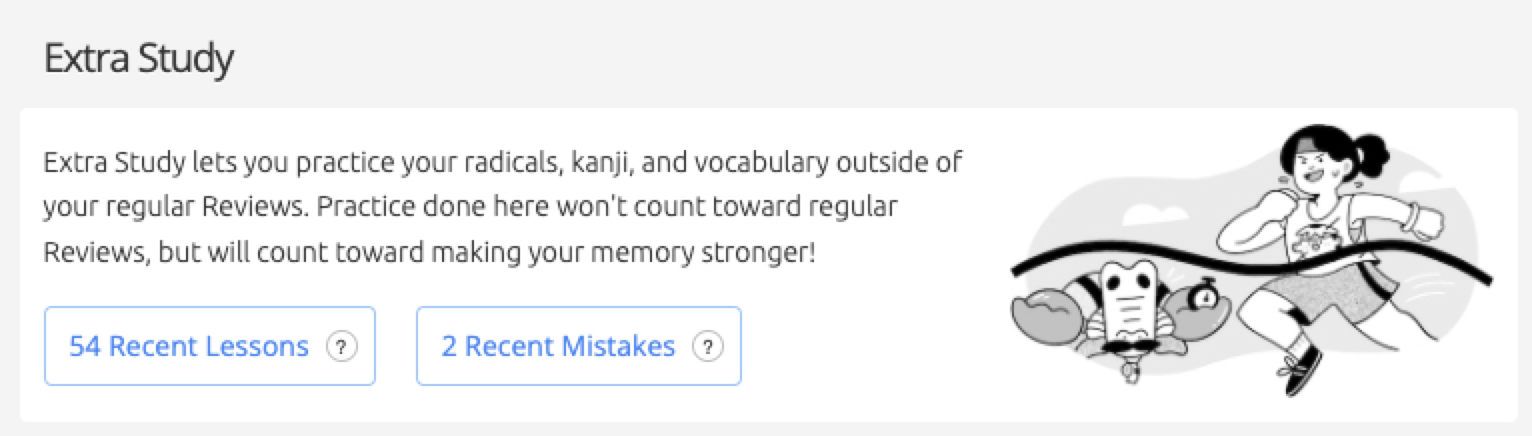 Extra Study
Extra Study lets you practice your radicals, kanji, and vocabulary outside of
your regular Reviews. Practice done here won't count toward regular
Reviews, but will count toward making your memory stronger!
54 Recent Lessons ? 2 Recent Mistakes ?